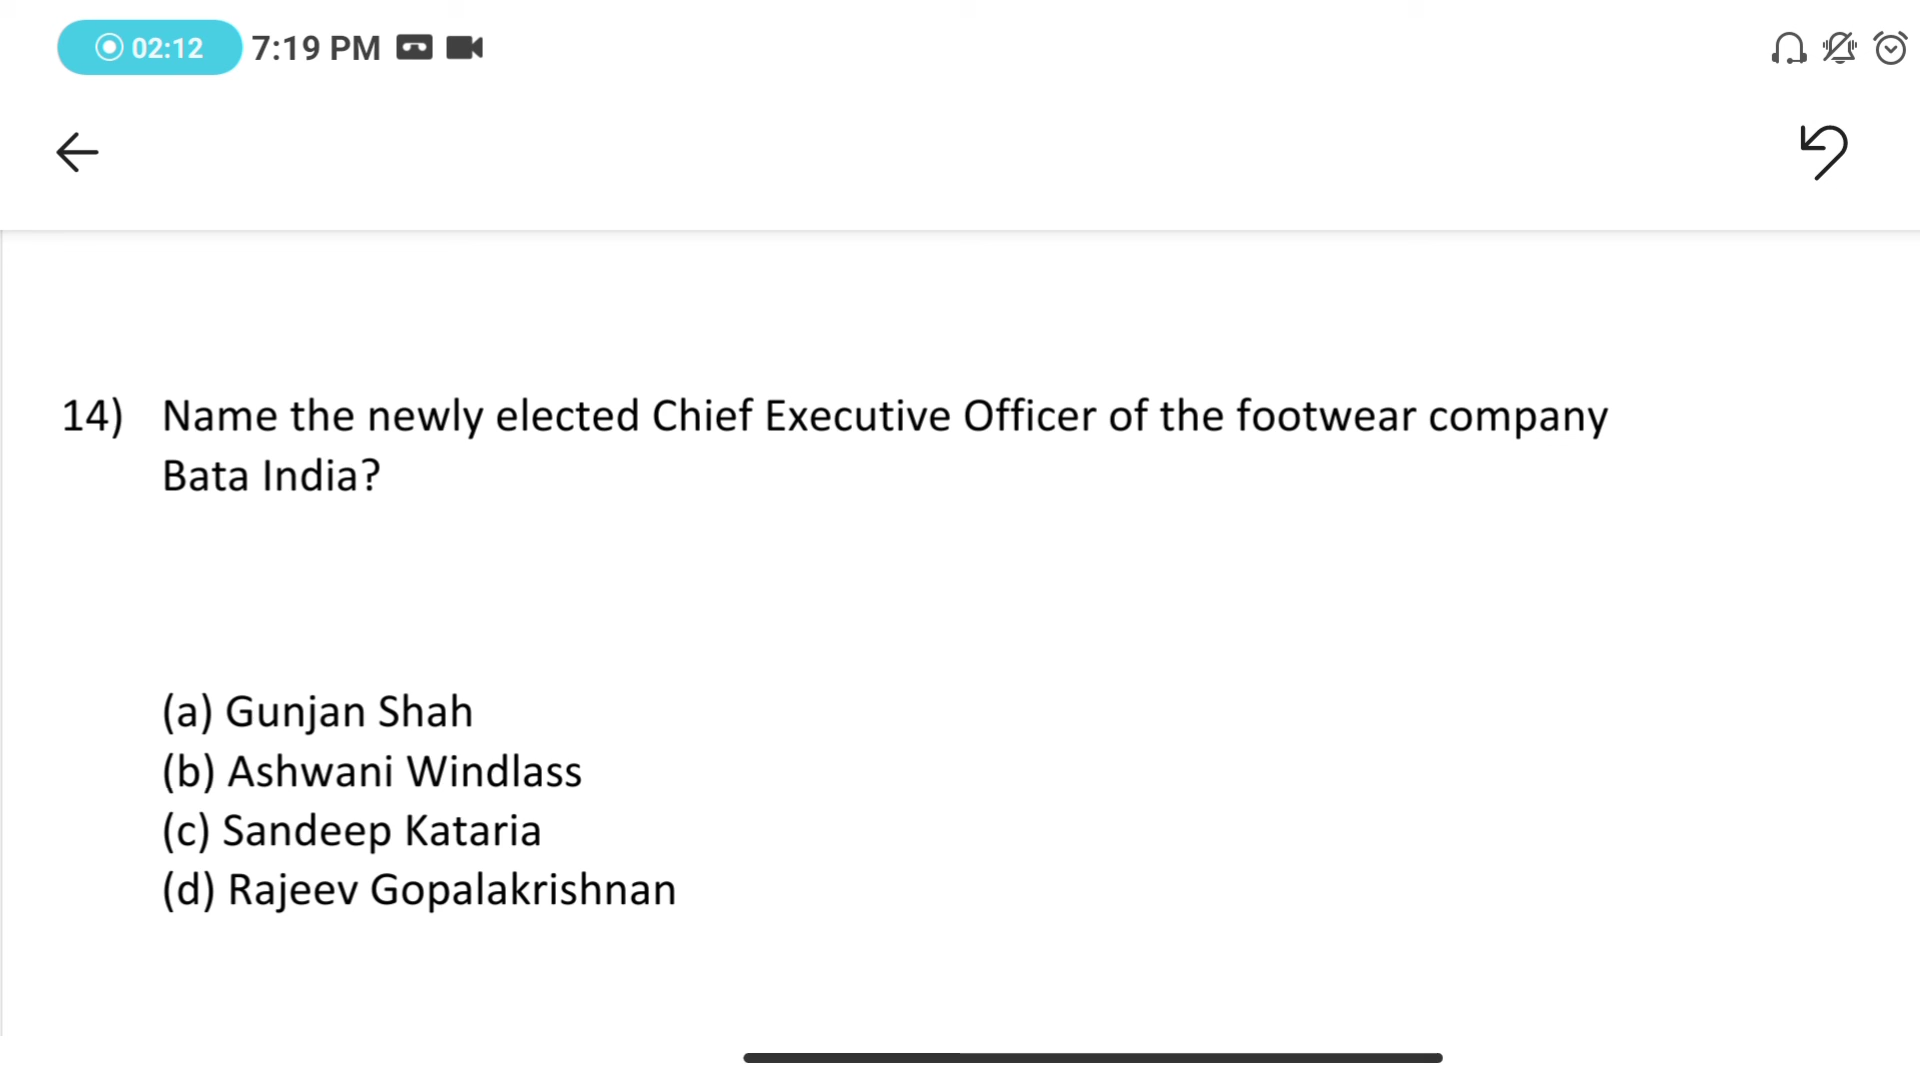 02:12 7:19 PM
14) Name the newly elected Chief Executive Officer of the footwear company
Bata India?
(a) Gunjan Shah
(b) Ashwani Windlass
(c) Sandeep Kataria
(d) Rajeev Gopalakrishnan